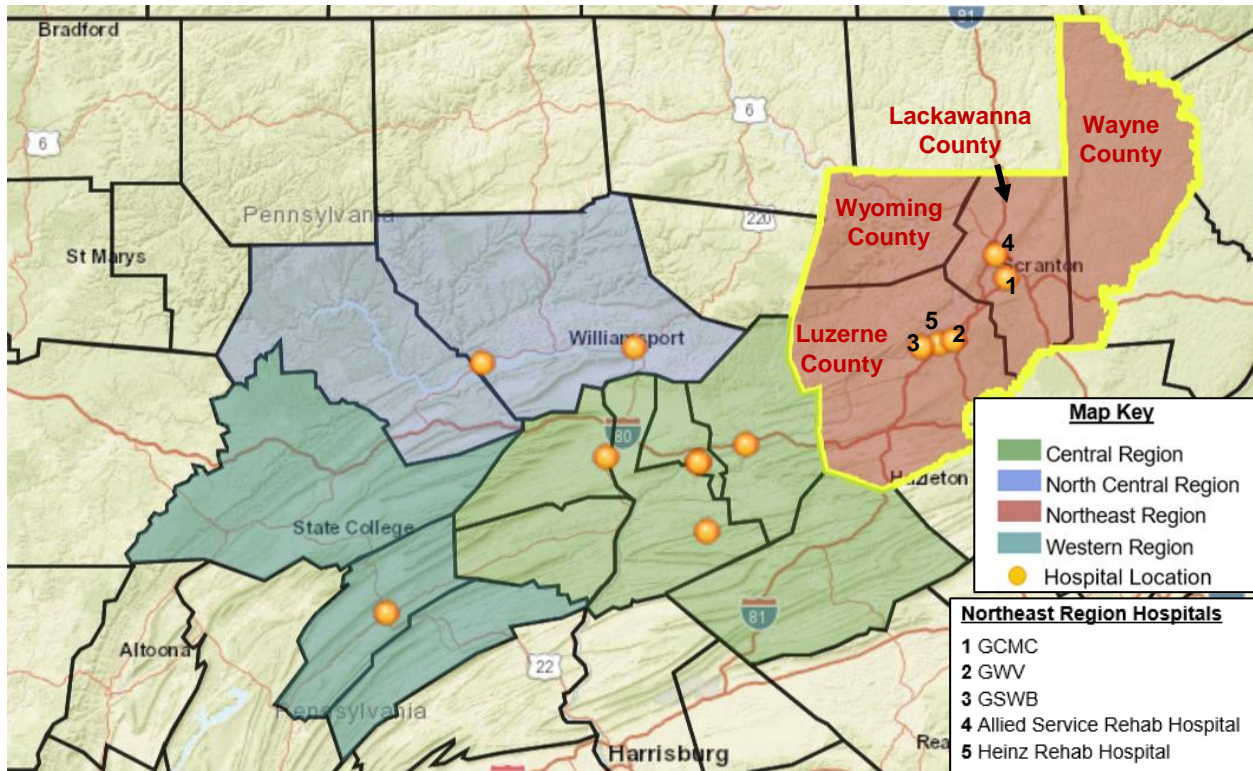 Bradford
81
6
6
Lackawanna
County
Wayne
County
Pennsylvania
220
Wyoming
County
St Marys
4
Scranton
1
Williamsport
5
2
3
Luzerne
County
80
Hazleton
State College
81
Altoona
22
Pennsylvania
Harrisburg
Rea
Map Key
Central Region
North Central Region
Northeast Region
Western Region
Hospital Location
Northeast Region Hospitals
1 GCMC
2 GWV
3 GSWB
4 Allied Service Rehab Hospital
5 Heinz Rehab Hospital